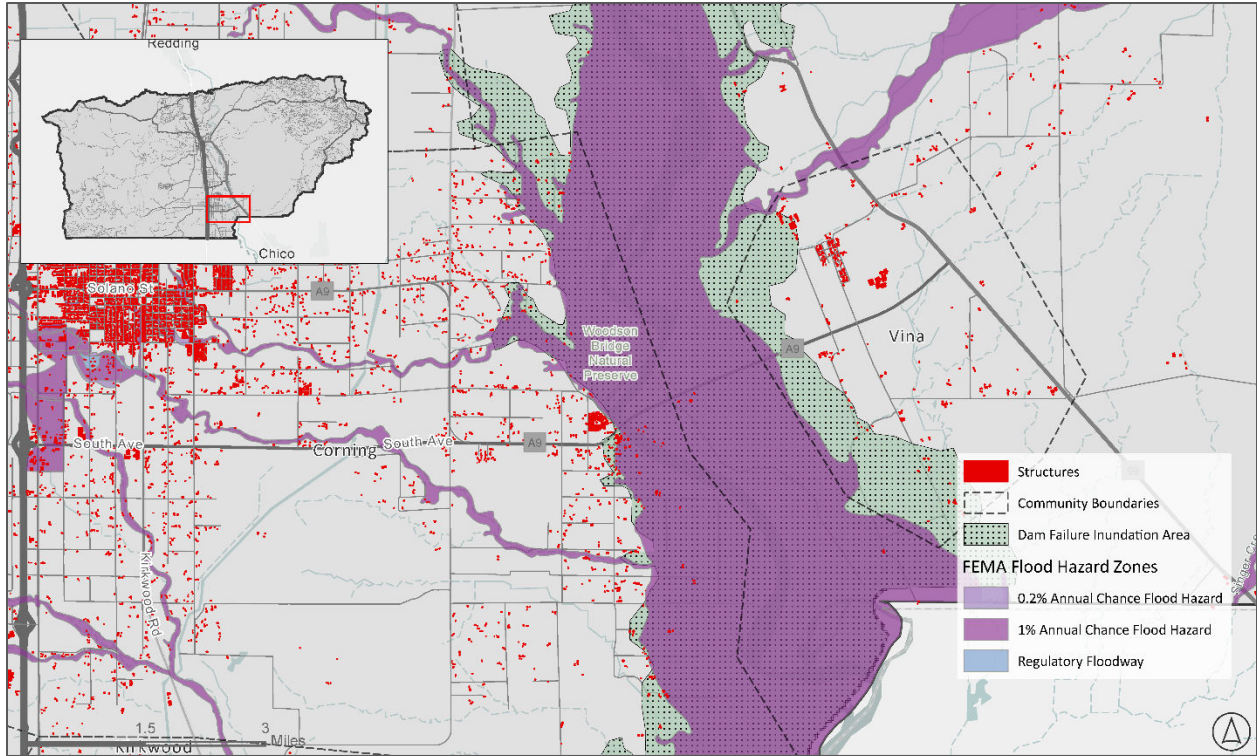 Redding
Chico
Solano St
A9
Woodson
Bridge
Natural
Preserve
A9
Vina
South Ave
Corning
South Ave
A9
Kirkwood Rd
Structures
Community Boundaries
Dam Failure Inundation Area
FEMA Flood Hazard Zones
0.2% Annual Chance Flood Hazard
1% Annual Chance Flood Hazard
Regulatory Floodway
1.5
3
Miles
Kirkwood